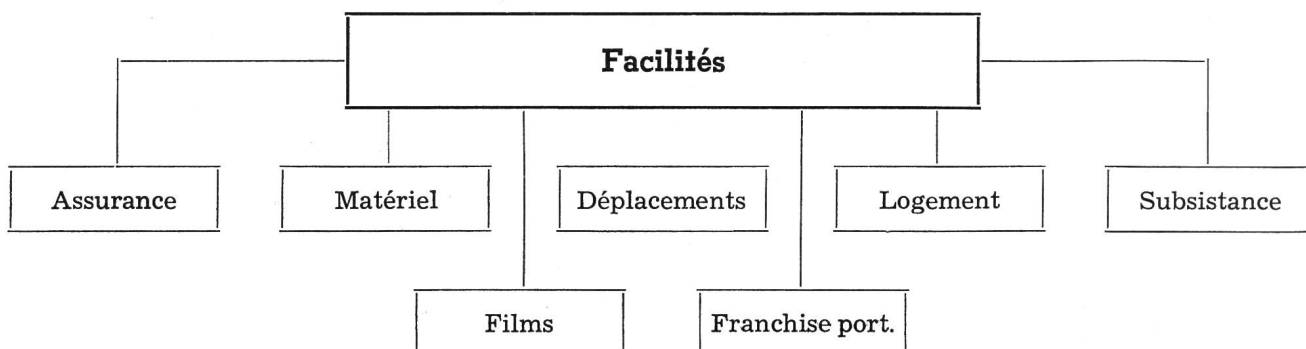 Facilités
Assurance
Matériel
Déplacements
Logement
Subsistance
Films
Franchise port.